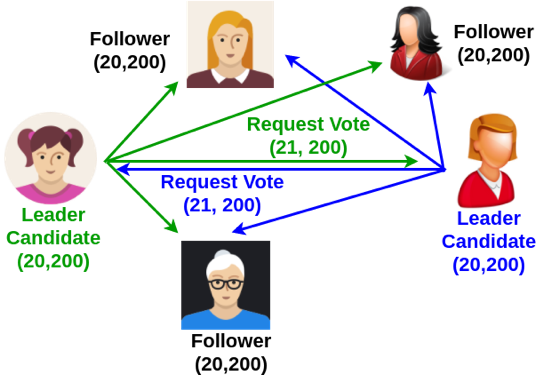 Follower
(20,200)
Follower
(20,200)
Request Vote
(21, 200)
Request Vote
(21, 200)
Leader
Candidate
(20,200)
Leader
Candidate
(20,200)
Follower
(20,200)